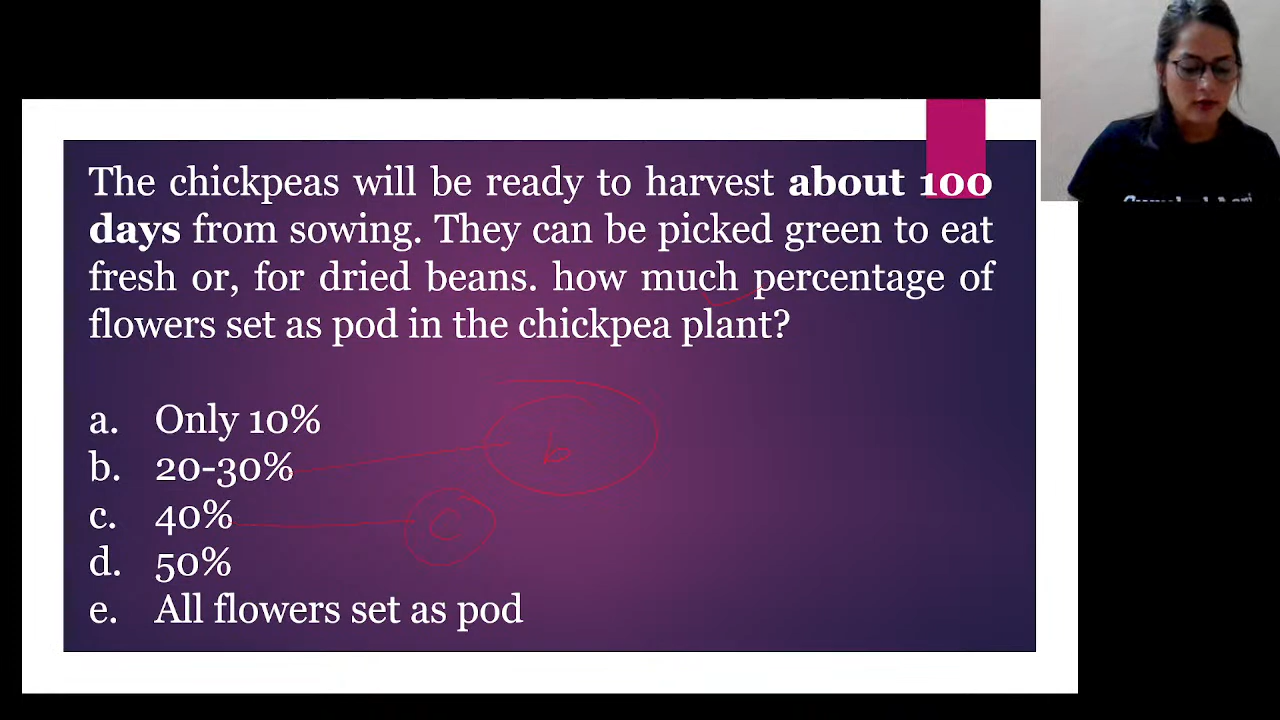 The chickpeas will be ready to harvest about 100
days from sowing. They can be picked green to eat
fresh or, for dried beans. how much percentage of
flowers set as pod in the chickpea plant?
a. Only 10%
b. 20-30%
b
c. 40%
c
d. 50%
e. All flowers set as pod